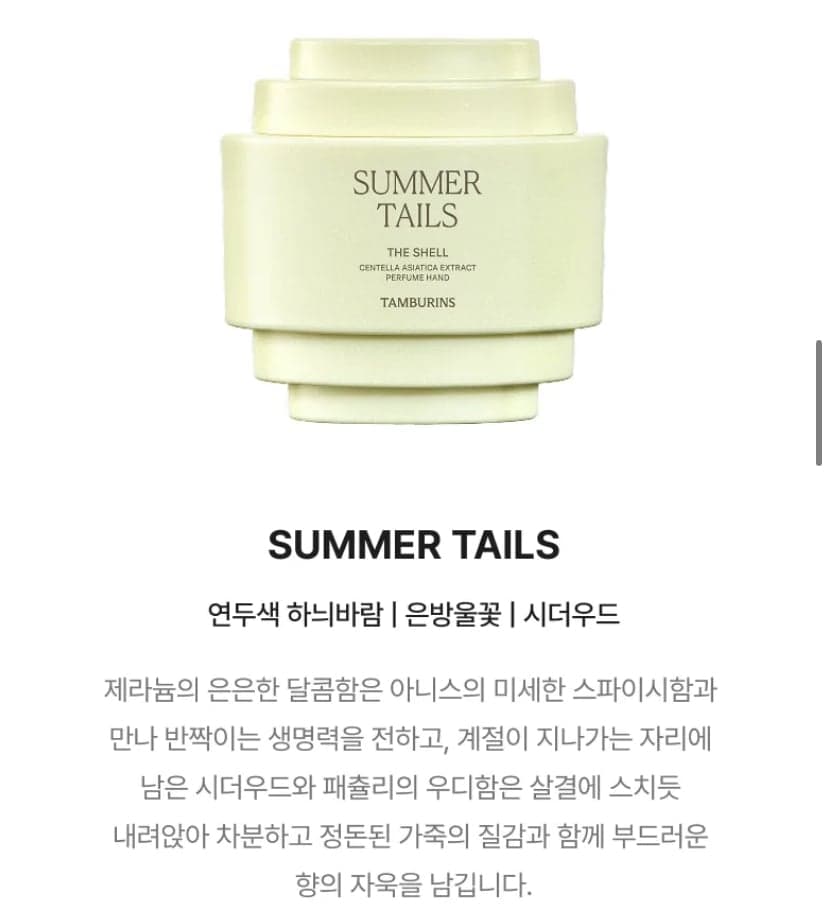 SUMMER
TAILS
THE SHELL
CENTELLA ASIATICA EXTRACT
PERFUME HAND
TAMBURINS
SUMMER TAILS
연두색 하늬바람 | 은방울꽃 | 시더우드
제라늄의 은은한 달콤함은 아니스의 미세한 스파이시함과
만나 반짝이는 생명력을 전하고, 계절이 지나가는 자리에
남은 시더우드와 패츌리의 우디함은 살결에 스치듯
내려앉아 차분하고 정돈된 가죽의 질감과 함께 부드러운
향의 자욱을 남깁니다.